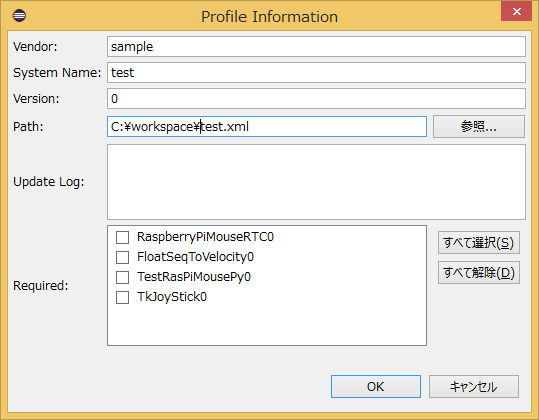 Profile Information
Vendor: sample
System Name: test
Version: 0
Path: C:¥workspace¥test.xml 参照...
Update Log:
Required:
RaspberryPiMouseRTC0
FloatSeqToVelocity0
TestRasPiMousePy0
TkJoyStick0
すべて選択(S)
すべて解除(D)
OK キャンセル